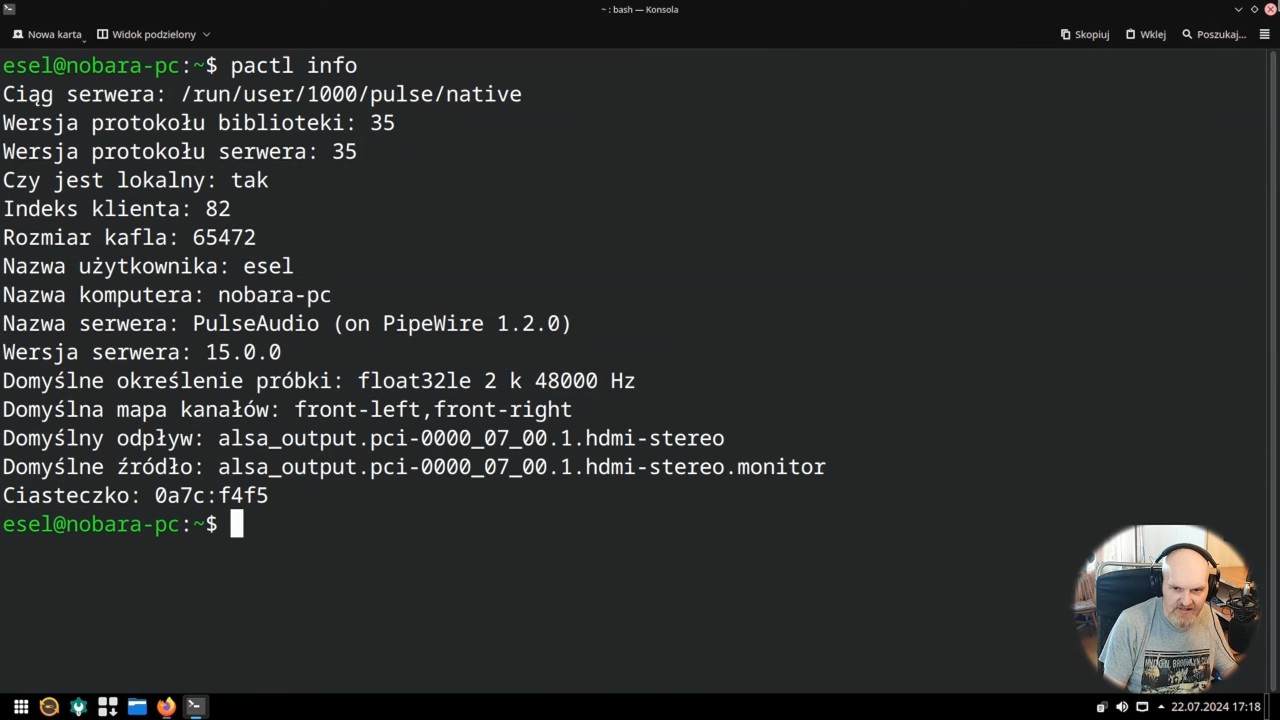 ~ : bash — Konsola
Nowa karta
Widok podzielony
Skopiuj
Wklej
Poszukaj...
esel@nobara-pc:~$ pactl info
Ciąg serwera: /run/user/1000/pulse/native
Wersja protokołu biblioteki: 35
Wersja protokołu serwera: 35
Czy jest lokalny: tak
Indeks klienta: 82
Rozmiar kafla: 65472
Nazwa użytkownika: esel
Nazwa komputera: nobara-pc
Nazwa serwera: PulseAudio (on PipeWire 1.2.0)
Wersja serwera: 15.0.0
Domyślne określenie próbki: float32le 2 k 48000 Hz
Domyślna mapa kanałów: front-left,front-right
Domyślny odpływ: alsa_output.pci-0000_07_00.1.hdmi-stereo
Domyślne źródło: alsa_output.pci-0000_07_00.1.hdmi-stereo.monitor
Ciasteczko: 0a7c:f4f5
esel@nobara-pc:~$
22.07.2024 17:18